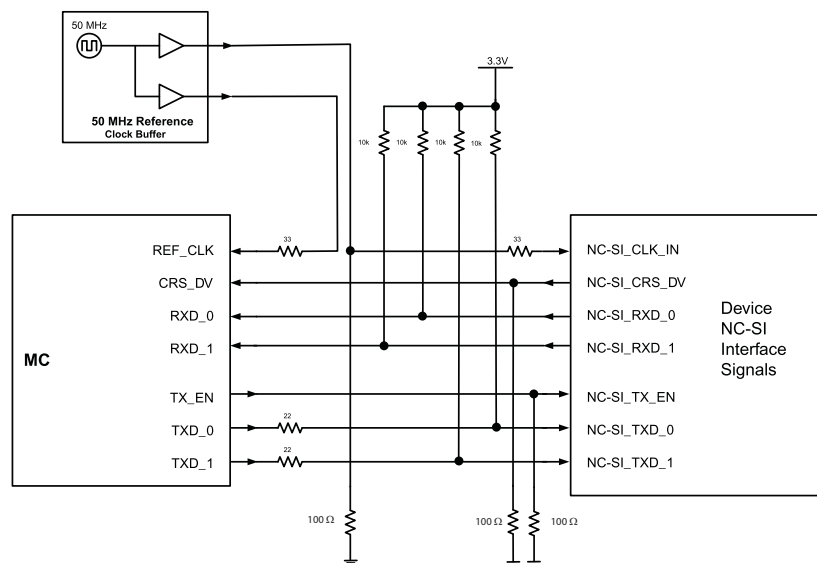 50 MHz
50 MHz Reference
Clock Buffer
3.3V
10k
10k
10k
10k
MC
REF_CLK
CRS_DV
RXD_0
RXD_1
TX_EN
TXD_0
TXD_1
33
33
22
22
NC-SI_CLK_IN
NC-SI_CRS_DV
NC-SI_RXD_0
NC-SI_RXD_1
NC-SI_TX_EN
NC-SI_TXD_0
NC-SI_TXD_1
Device
NC-SI
Interface
Signals
100 Ω
100 Ω
100 Ω